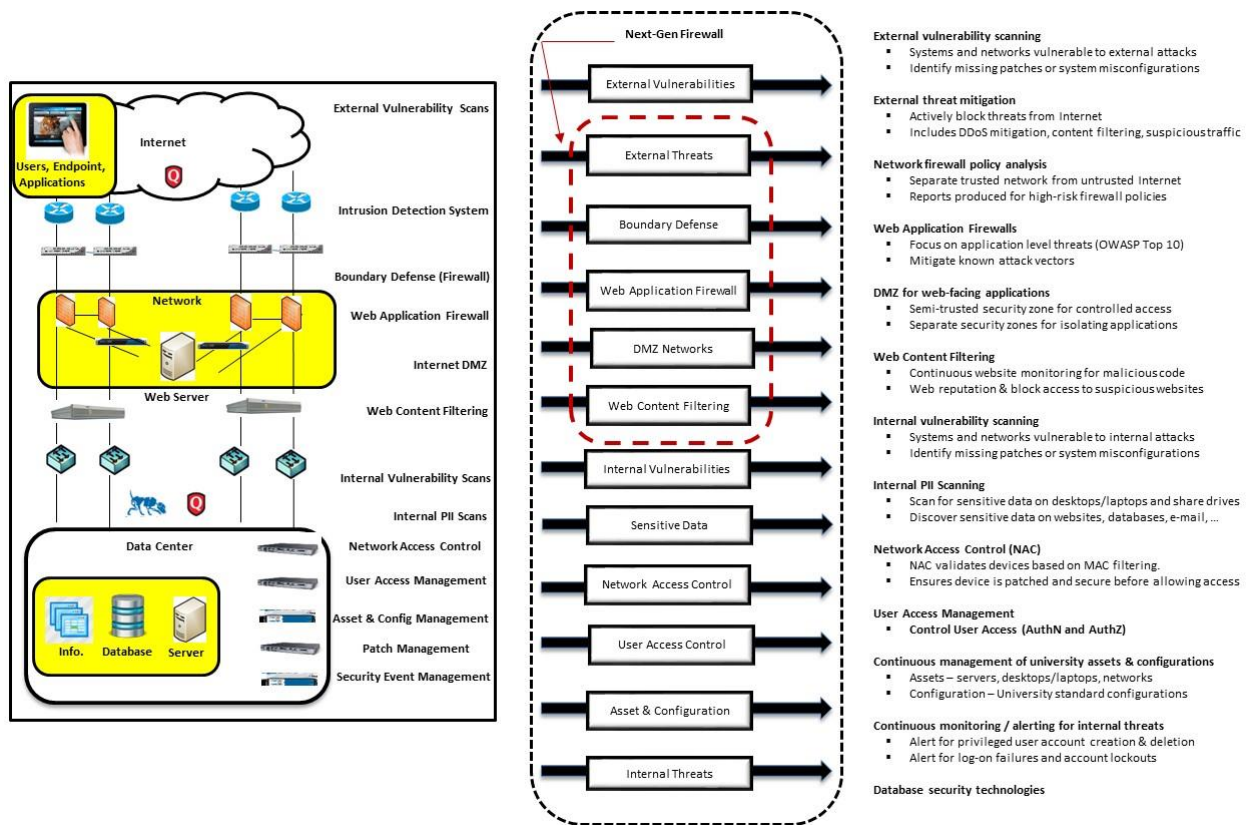 External Vulnerability Scans
Internet
Users, Endpoint,
Applications
Q
Intrusion Detection System
Boundary Defense (Firewall)
Network
Web Application Firewall
Internet DMZ
Web Server
Web Content Filtering
Internal Vulnerability Scans
Q
Internal PII Scans
Data Center
Network Access Control
User Access Management
Asset & Config Management
Info.
Database
Server
Patch Management
Security Event Management
Next-Gen Firewall
External Vulnerabilities
External Threats
Boundary Defense
Web Application Firewall
DMZ Networks
Web Content Filtering
Internal Vulnerabilities
Sensitive Data
Network Access Control
User Access Control
Asset & Configuration
Internal Threats
External vulnerability scanning
▪ Systems and networks vulnerable to external attacks
▪ Identify missing patches or system misconfigurations
External threat mitigation
▪ Actively block threats from Internet
▪ Includes DDoS mitigation, content filtering, suspicious traffic
Network firewall policy analysis
▪ Separate trusted network from untrusted Internet
▪ Reports produced for high-risk firewall policies
Web Application Firewalls
▪ Focus on application level threats (OWASP Top 10)
▪ Mitigate known attack vectors
DMZ for web-facing applications
▪ Semi-trusted security zone for controlled access
▪ Separate security zones for isolating applications
Web Content Filtering
▪ Continuous website monitoring for malicious code
▪ Web reputation & block access to suspicious websites
Internal vulnerability scanning
▪ Systems and networks vulnerable to internal attacks
▪ Identify missing patches or system misconfigurations
Internal PII Scanning
▪ Scan for sensitive data on desktops/laptops and share drives
▪ Discover sensitive data on websites, databases, e-mail, ...
Network Access Control (NAC)
▪ NAC validates devices based on MAC filtering.
▪ Ensures device is patched and secure before allowing access
User Access Management
▪ Control User Access (AuthN and AuthZ)
Continuous management of university assets & configurations
▪ Assets – servers, desktops/laptops, networks
▪ Configuration – University standard configurations
Continuous monitoring / alerting for internal threats
▪ Alert for privileged user account creation & deletion
▪ Alert for log-on failures and account lockouts
Database security technologies